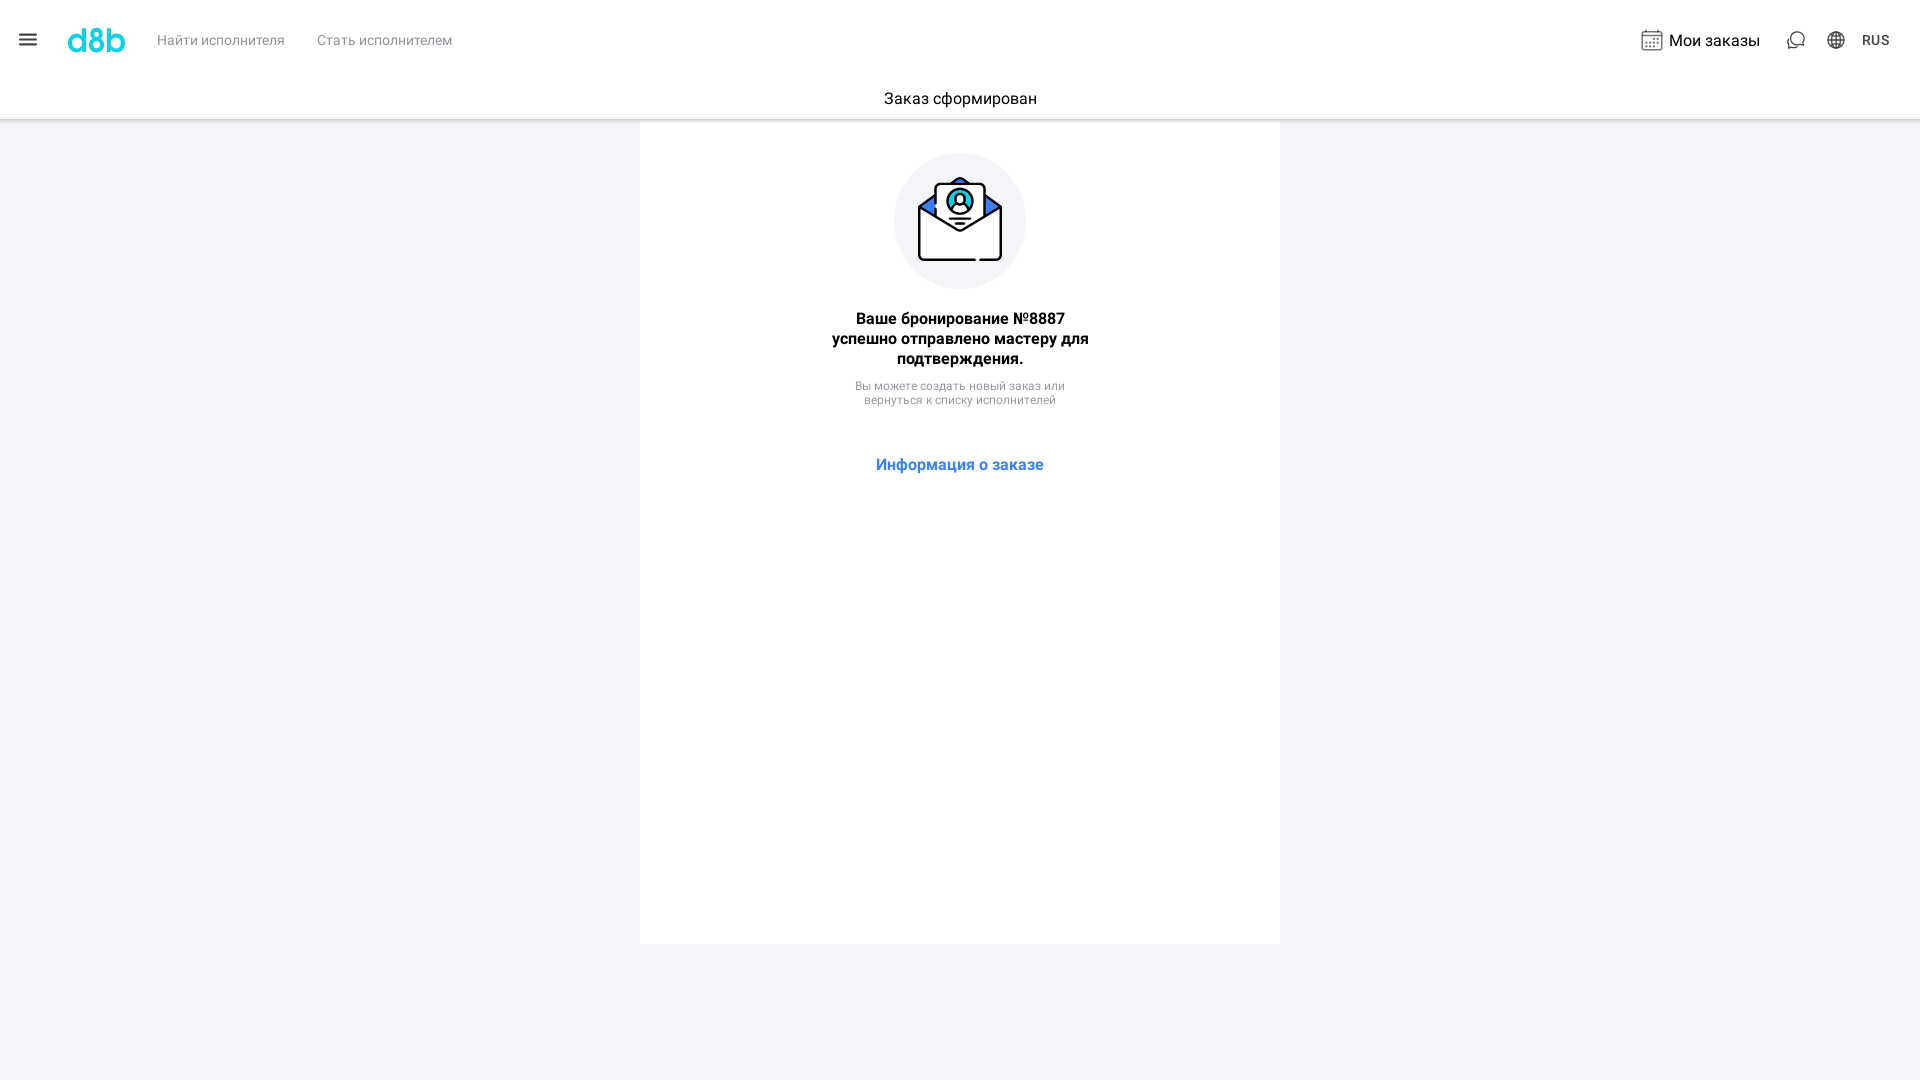 d8b
Найти исполнителя
Стать исполнителем
Мои заказы
RUS
Заказ сформирован
Ваше бронирование №8887
успешно отправлено мастеру для
подтверждения.
Вы можете создать новый заказ или
вернуться к списку исполнителей
Информация о заказе